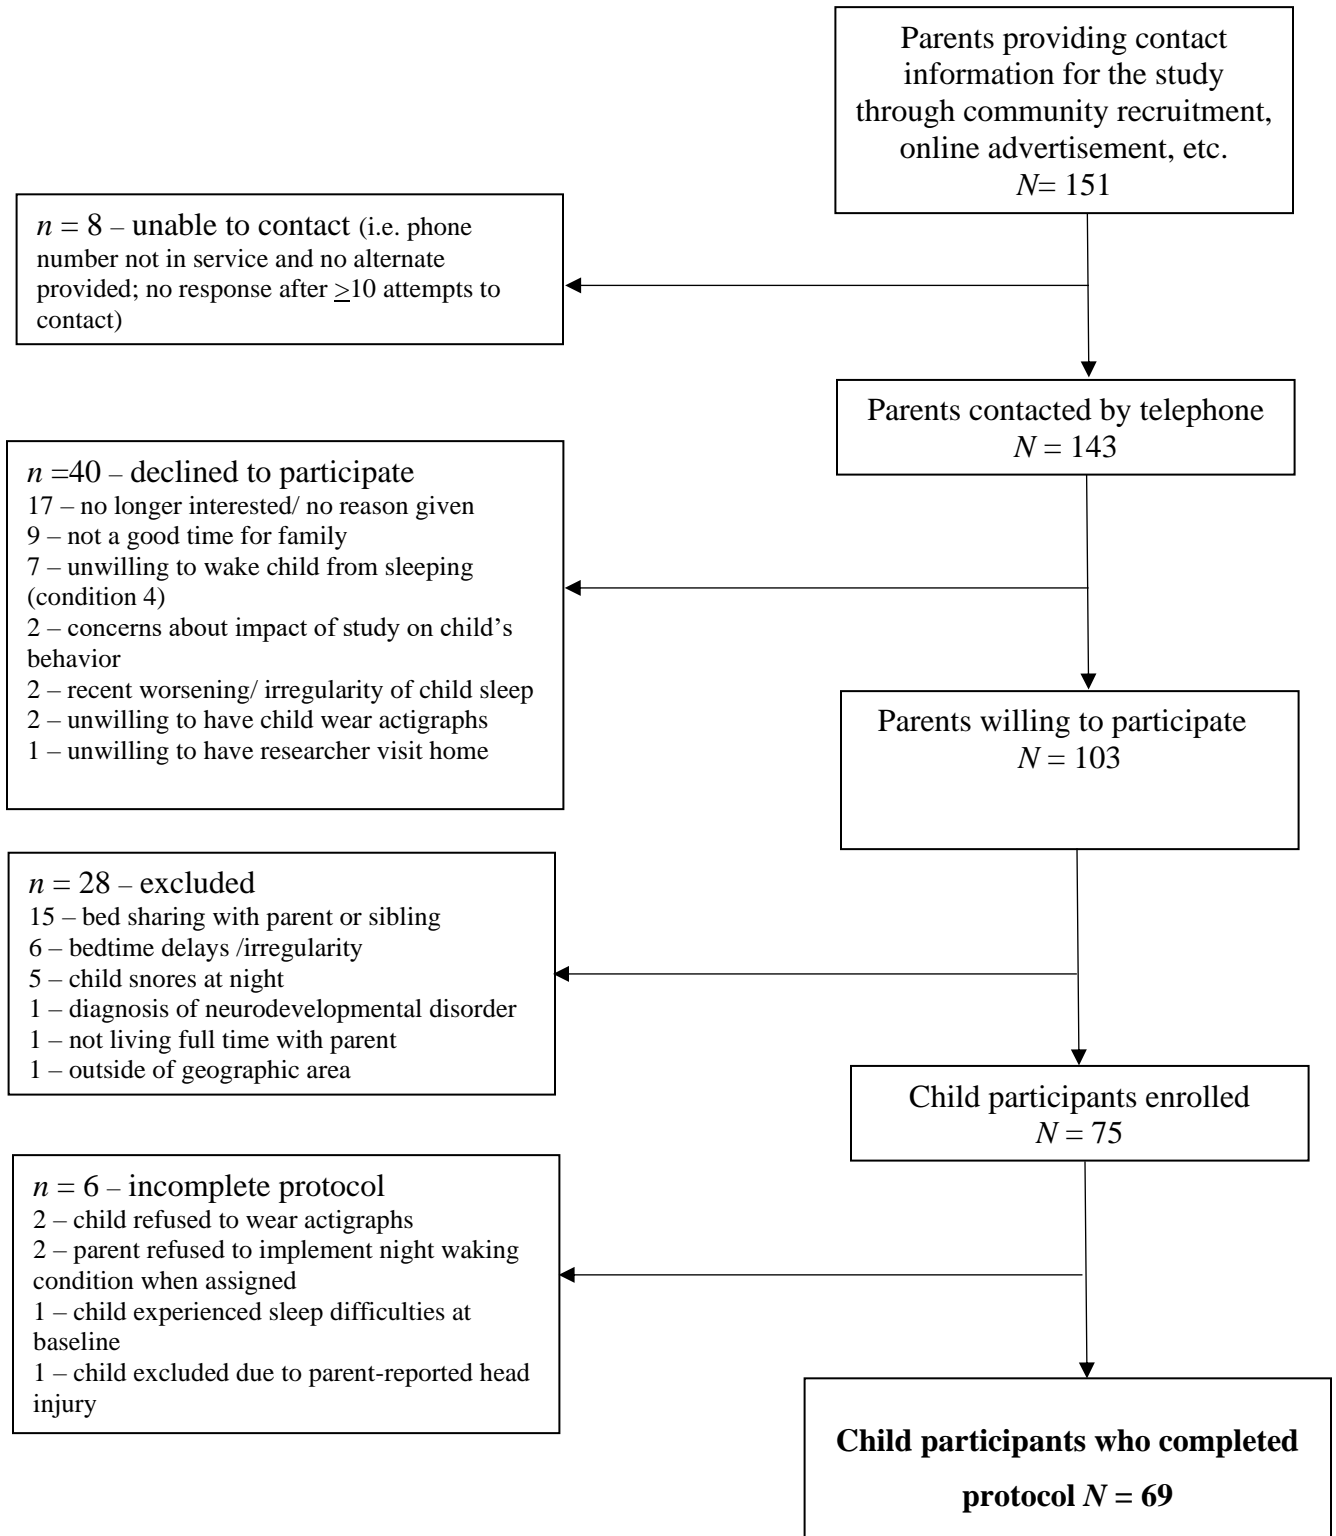 Parents providing contact
information for the study
through community recruitment,
online advertisement, etc.
N= 151
n = 8 – unable to contact (i.e. phone
number not in service and no alternate
provided; no response after >10 attempts to
contact)
Parents contacted by telephone
N = 143
n =40 – declined to participate
17 – no longer interested/ no reason given
9 – not a good time for family
7 – unwilling to wake child from sleeping
(condition 4)
2 – concerns about impact of study on child’s
behavior
2 – recent worsening/ irregularity of child sleep
2 – unwilling to have child wear actigraphs
1 – unwilling to have researcher visit home
Parents willing to participate
N = 103
n = 28 – excluded
15 – bed sharing with parent or sibling
6 – bedtime delays /irregularity
5 – child snores at night
1 – diagnosis of neurodevelopmental disorder
1 – not living full time with parent
1 – outside of geographic area
Child participants enrolled
N = 75
n = 6 – incomplete protocol
2 – child refused to wear actigraphs
2 – parent refused to implement night waking
condition when assigned
1 – child experienced sleep difficulties at
baseline
1 – child excluded due to parent-reported head
injury
Child participants who completed
protocol N = 69